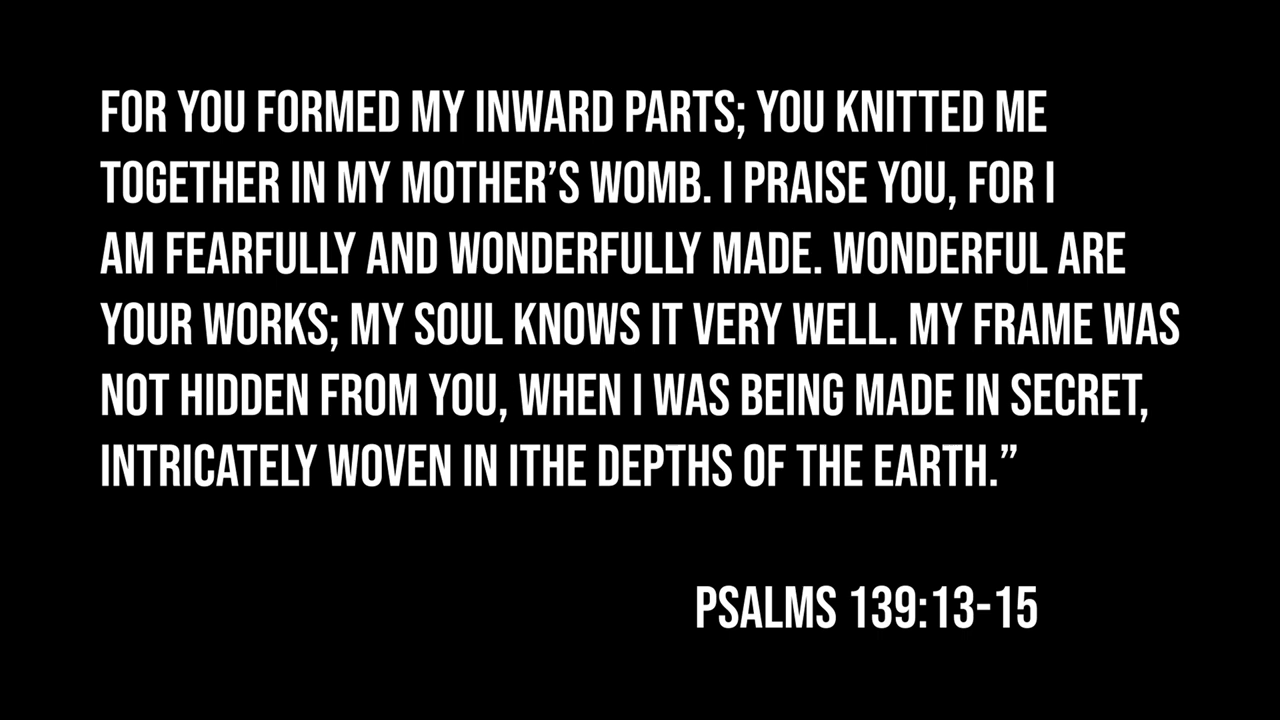 FOR YOU FORMED MY INWARD PARTS; YOU KNITTED ME
TOGETHER IN MY MOTHER’S WOMB. I PRAISE YOU, FOR I
AM FEARFULLY AND WONDERFULLY MADE. WONDERFUL ARE
YOUR WORKS; MY SOUL KNOWS IT VERY WELL. MY FRAME WAS
NOT HIDDEN FROM YOU, WHEN I WAS BEING MADE IN SECRET,
INTRICATELY WOVEN IN ITHE DEPTHS OF THE EARTH.”
PSALMS 139:13-15